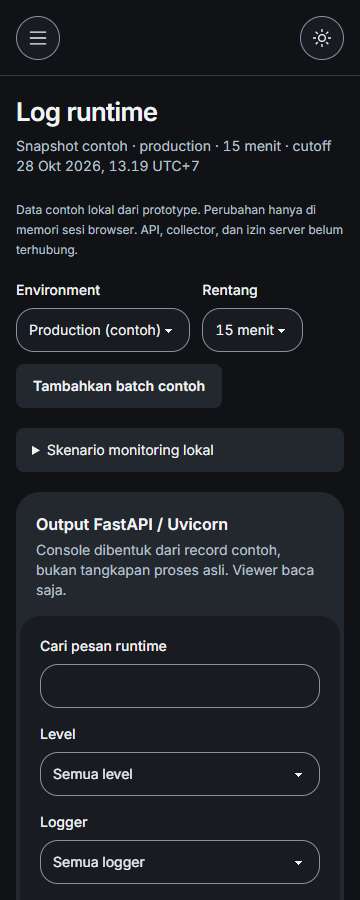 Log runtime
Snapshot contoh · production · 15 menit · cutoff
28 Okt 2026, 13.19 UTC+7
Data contoh lokal dari prototype. Perubahan hanya di
memori sesi browser. API, collector, dan izin server belum
terhubung.
Environment
Rentang
Production (contoh)
15 menit
Tambahkan batch contoh
Skenario monitoring lokal
Output FastAPI / Uvicorn
Console dibentuk dari record contoh,
bukan tangkapan proses asli. Viewer baca
saja.
Cari pesan runtime
Level
Semua level
Logger
Semua logger